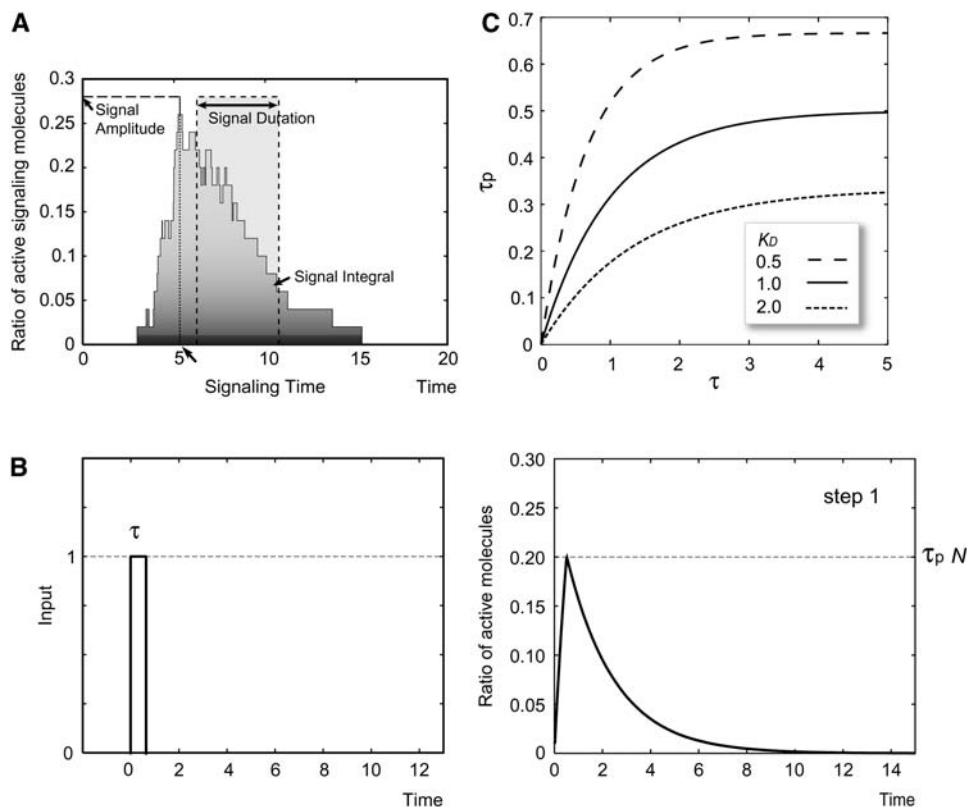 A
Ratio of active signaling molecules
0.3
0.25
0.2
0.15
0.1
0.05
0
Signal
Amplitude
Signal Duration
Signal Integral
0 5 10 15 20
Signaling Time Time
C
τp
0.7
0.6
0.5
0.4
0.3
0.2
0.1
0
KD
0.5
1.0
2.0
0 1 2 3 4 5
τ
B
Input
1
0
τ
0 2 4 6 8 10 12
Time
Ratio of active molecules
0.30
0.25
0.20
0.15
0.10
0.05
0
step 1
τp N
0 2 4 6 8 10 12 14
Time